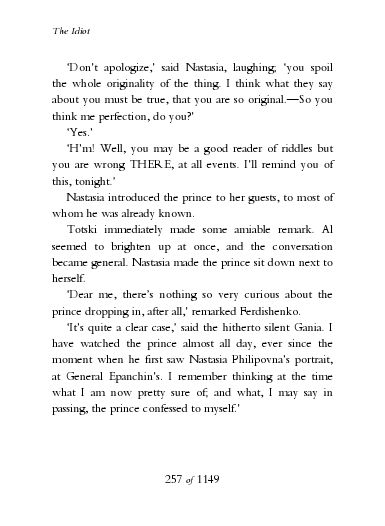 The Idiot
‘Don’t apologize,’ said Nastasia, laughing; ‘you spoil
the whole originality of the thing. I think what they say
about you must be true, that you are so original.—So you
think me perfection, do you?’
‘Yes.’
‘H’m! Well, you may be a good reader of riddles but
you are wrong THERE, at all events. I’ll remind you of
this, tonight.’
Nastasia introduced the prince to her guests, to most of
whom he was already known.
Totski immediately made some amiable remark. Al
seemed to brighten up at once, and the conversation
became general. Nastasia made the prince sit down next to
herself.
‘Dear me, there’s nothing so very curious about the
prince dropping in, after all,’ remarked Ferdishenko.
‘It’s quite a clear case,’ said the hitherto silent Gania. I
have watched the prince almost all day, ever since the
moment when he first saw Nastasia Philipovna’s portrait,
at General Epanchin’s. I remember thinking at the time
what I am now pretty sure of; and what, I may say in
passing, the prince confessed to myself.’
257 of 1149